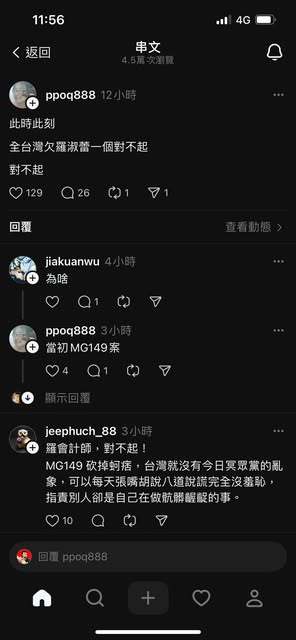 11:56
4G
返回
串文
4.5萬次瀏覽
ppoq888 12小時
此時此刻
全台灣欠羅淑蕾一個對不起
對不起
129 26 1 1
回覆
查看動態
jiakuanwu 4小時
為啥
1
ppoq888 3小時
當初MG149案
4 1
顯示回覆
jeephuch_88 3小時
羅會計師，對不起！
MG149 砍掉蚵痞，台灣就沒有今日冥眾黨的亂
象，可以每天張嘴胡說八道說謊完全沒羞恥，
指責別人卻是自己在做骯髒齷齪的事。
10
回覆 ppoq888